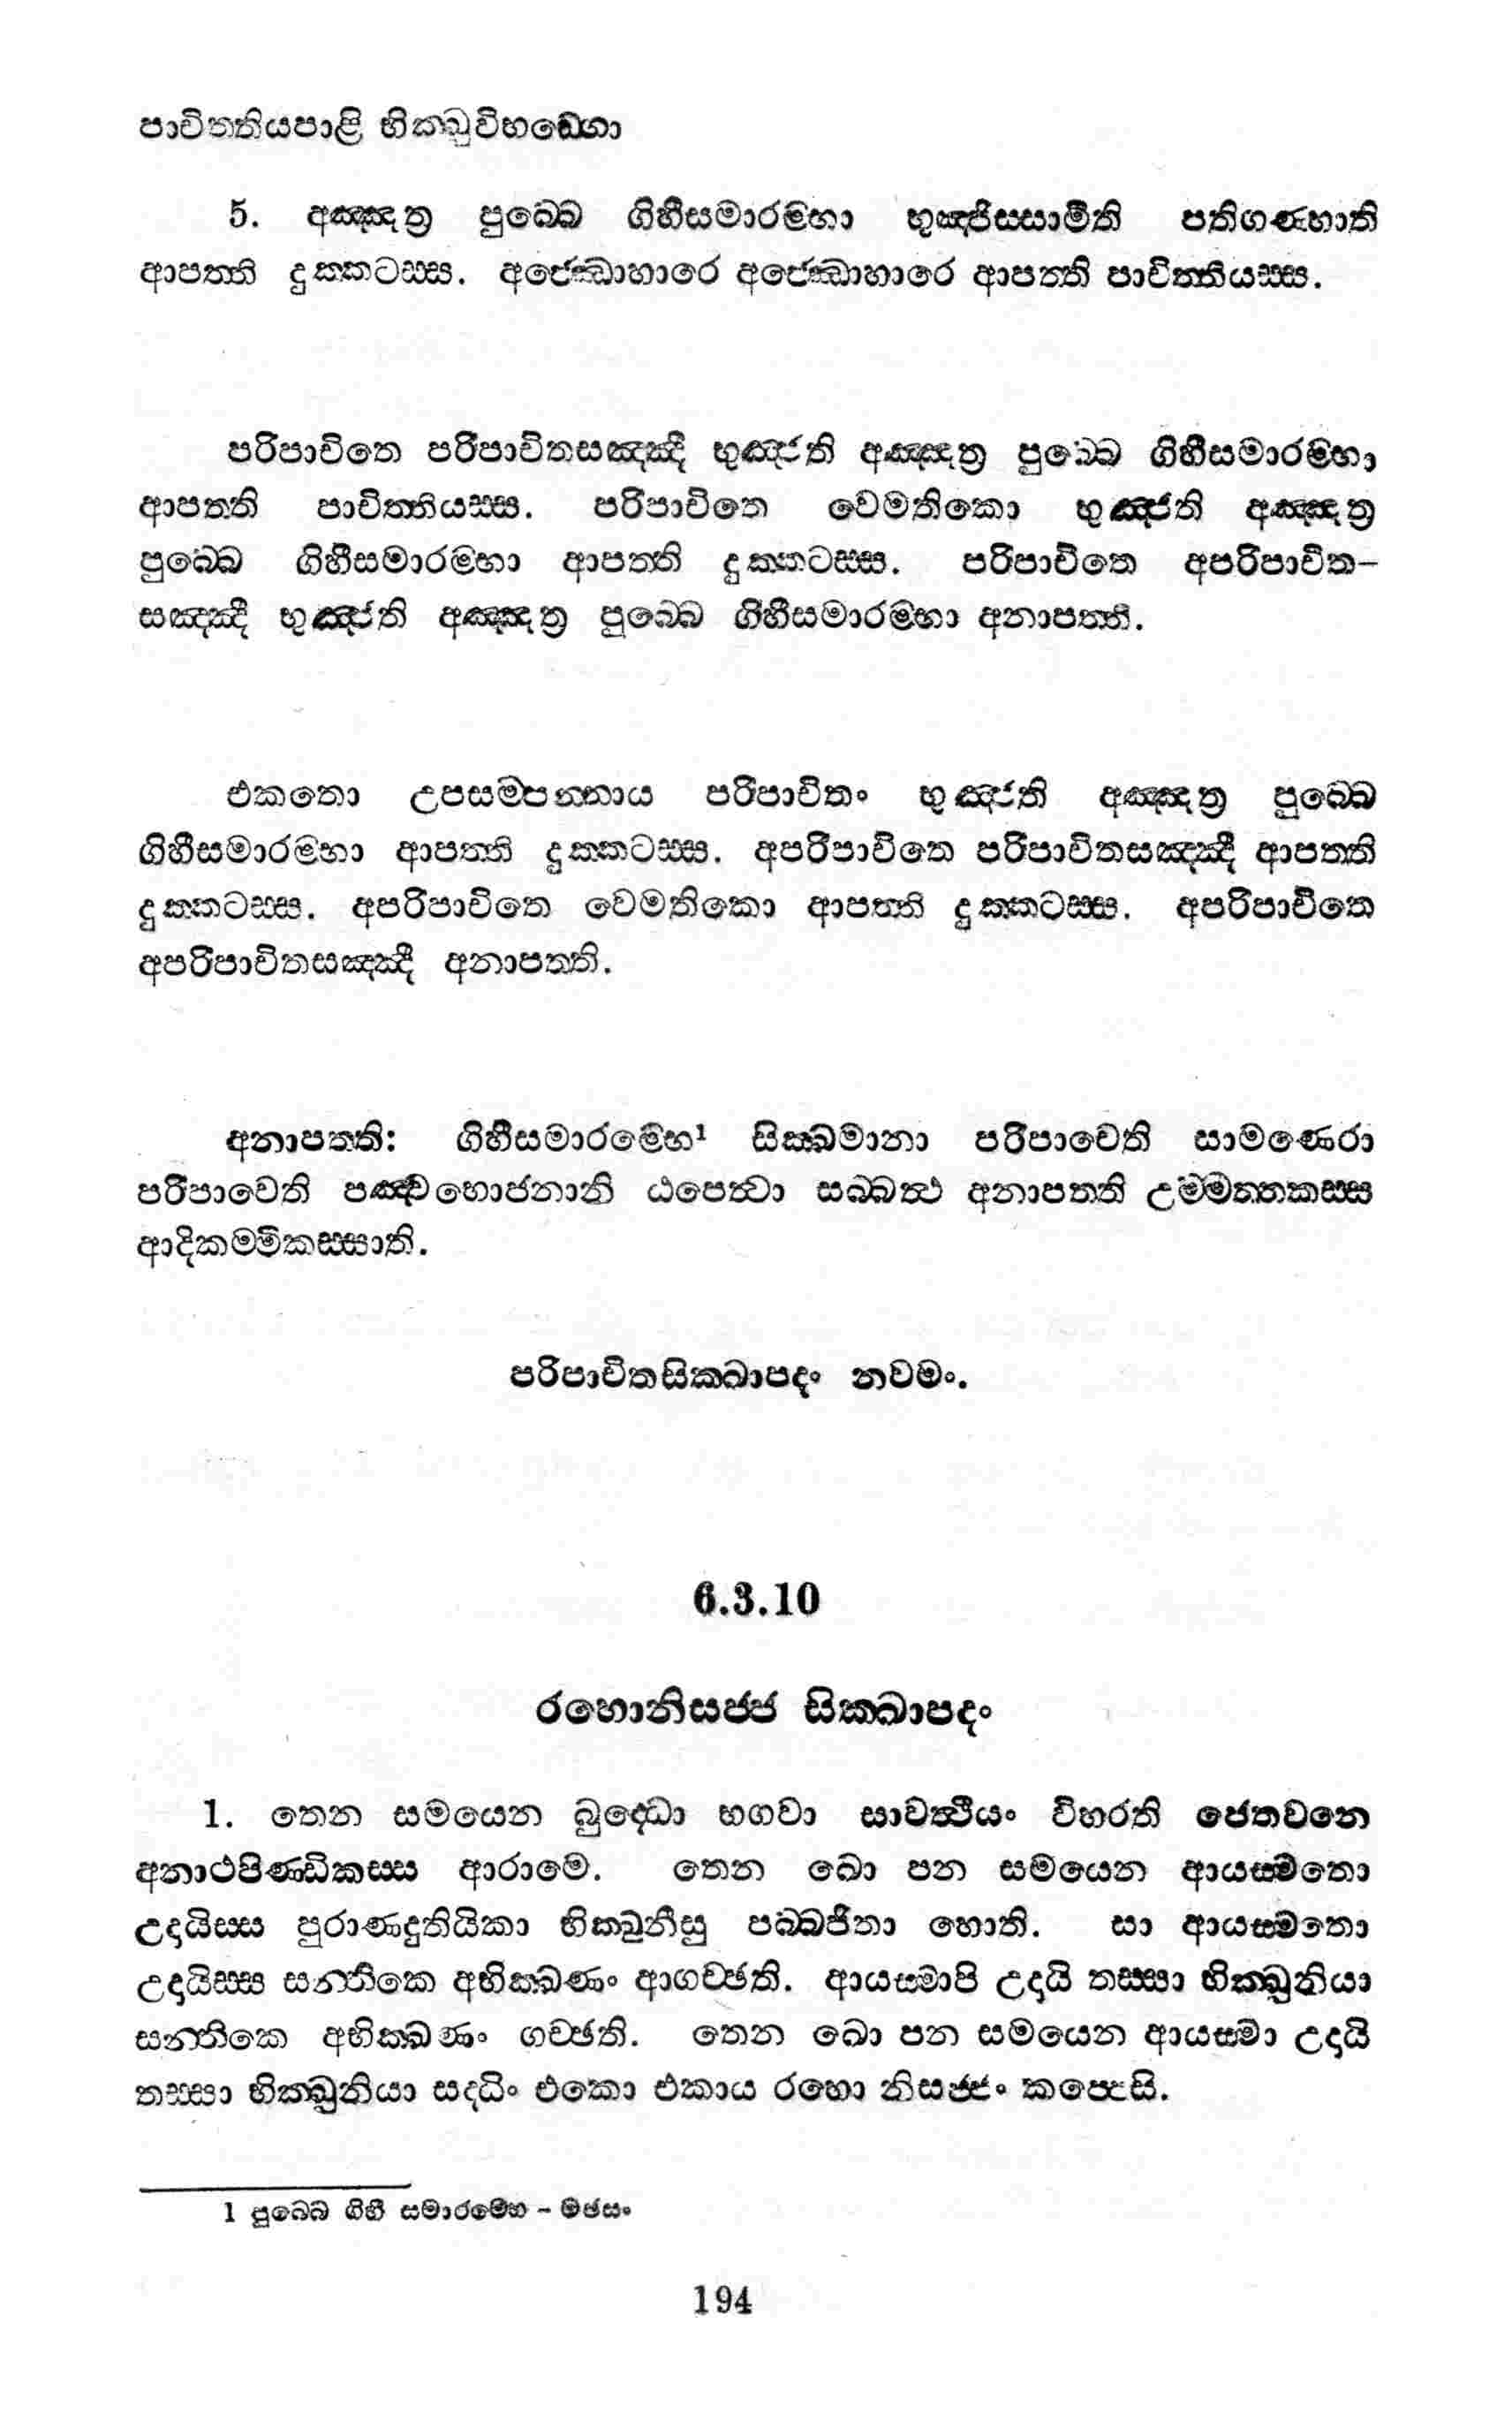 පාචිත්තියපාළි භික්ඛුවිභඞ්ගො
5. අඤ්ඤත්‍ර පුබ්බෙ ගිහීසමාරම්භා භුඤ්ජිස්සාමීති පතිගණ්හාති
ආපත්ති දුක්කටස්ස. අජ්ඣොහාරෙ අජ්ඣොහාරෙ ආපත්ති පාචිත්තියස්ස.
පරිපාචිතෙ පරිපාචිතසඤ්ඤී භුඤ්ජති අඤ්ඤත්‍ර පුබ්බෙ ගිහීසමාරම්භා
ආපත්ති පාචිත්තියස්ස. පරිපාචිතෙ වෙමතිකො භුඤ්ජති අඤ්ඤත්‍ර
පුබ්බෙ ගිහීසමාරම්භා ආපත්ති දුක්කටස්ස. පරිපාචිතෙ අපරිපාචිත-
සඤ්ඤී භුඤ්ජති අඤ්ඤත්‍ර පුබ්බෙ ගිහීසමාරම්භා අනාපත්ති.
එකතො උපසම්පන්නාය පරිපාචිතං භුඤ්ජති අඤ්ඤත්‍ර පුබ්බෙ
ගිහීසමාරම්භා ආපත්ති දුක්කටස්ස. අපරිපාචිතෙ පරිපාචිතසඤ්ඤී ආපත්ති
දුක්කටස්ස. අපරිපාචිතෙ වෙමතිකො ආපත්ති දුක්කටස්ස. අපරිපාචිතෙ
අපරිපාචිතසඤ්ඤී අනාපත්ති.
අනාපත්ති: ගිහීසමාරම්භෙ¹ සික්ඛමානා පරිපාචෙති සාමණෙරා
පරිපාචෙති පඤ්චභොජනානි ඨපෙත්වා සබ්බත්ථ අනාපත්ති උම්මත්තකස්ස
ආදිකම්මිකස්සාති.
පරිපාචිතසික්ඛාපදං නවමං.
6.3.10
රහොනිසජ්ජ සික්ඛාපදං
1. තෙන සමයෙන බුද්ධො භගවා සාවත්ථියං විහරති ජෙතවනෙ
අනාථපිණ්ඩිකස්ස ආරාමෙ. තෙන ඛො පන සමයෙන ආයස්මතො
උදායිස්ස පුරාණදුතියිකා භික්ඛුනීසු පබ්බජිතා හොති. සා ආයස්මතො
උදායිස්ස සන්තිකෙ අභික්ඛණං ආගච්ඡති. ආයස්මාපි උදායි තස්සා භික්ඛුනියා
සන්තිකෙ අභික්ඛණං ගච්ඡති. තෙන ඛො පන සමයෙන ආයස්මා උදායි
තස්සා භික්ඛුනියා සද්ධිං එකො එකාය රහො නිසජ්ජං කප්පෙසි.
1 පුබ්බෙ ගිහී සමාරම්භෙ - මඡසං
194